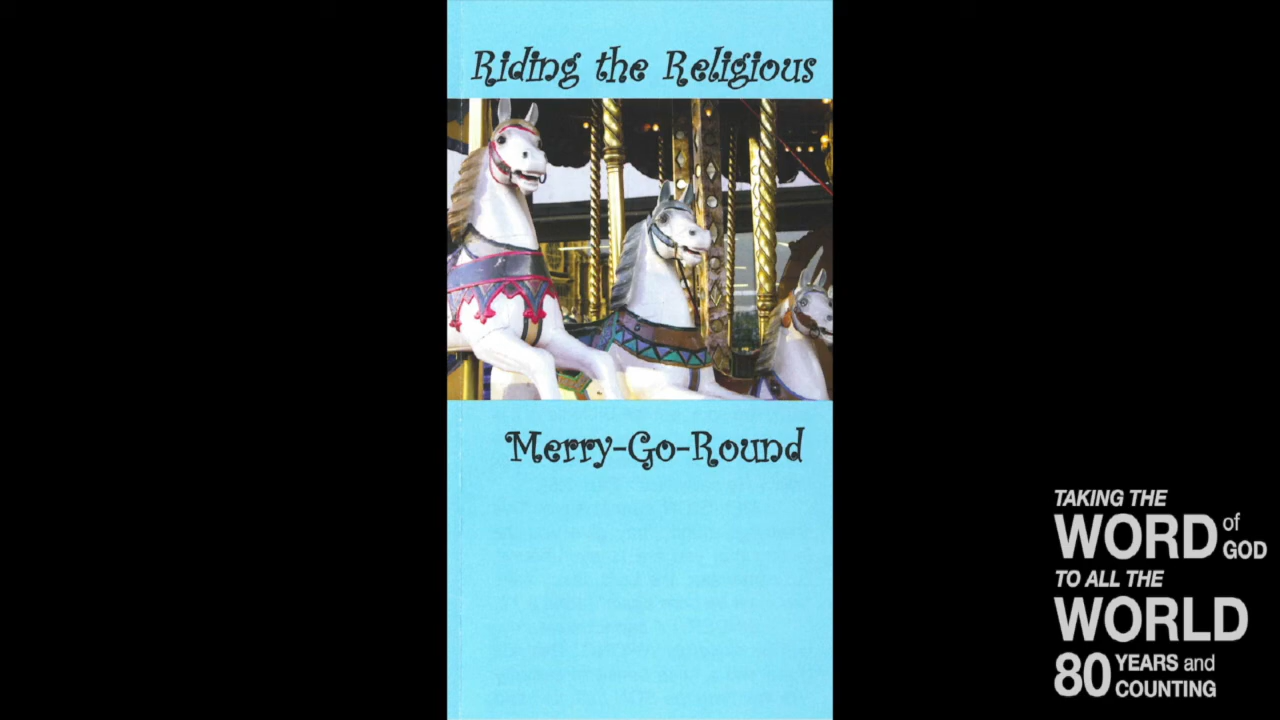 Riding the Religious
Merry-Go-Round
TAKING THE
WORD of GOD
TO ALL THE
WORLD
80 YEARS and
COUNTING